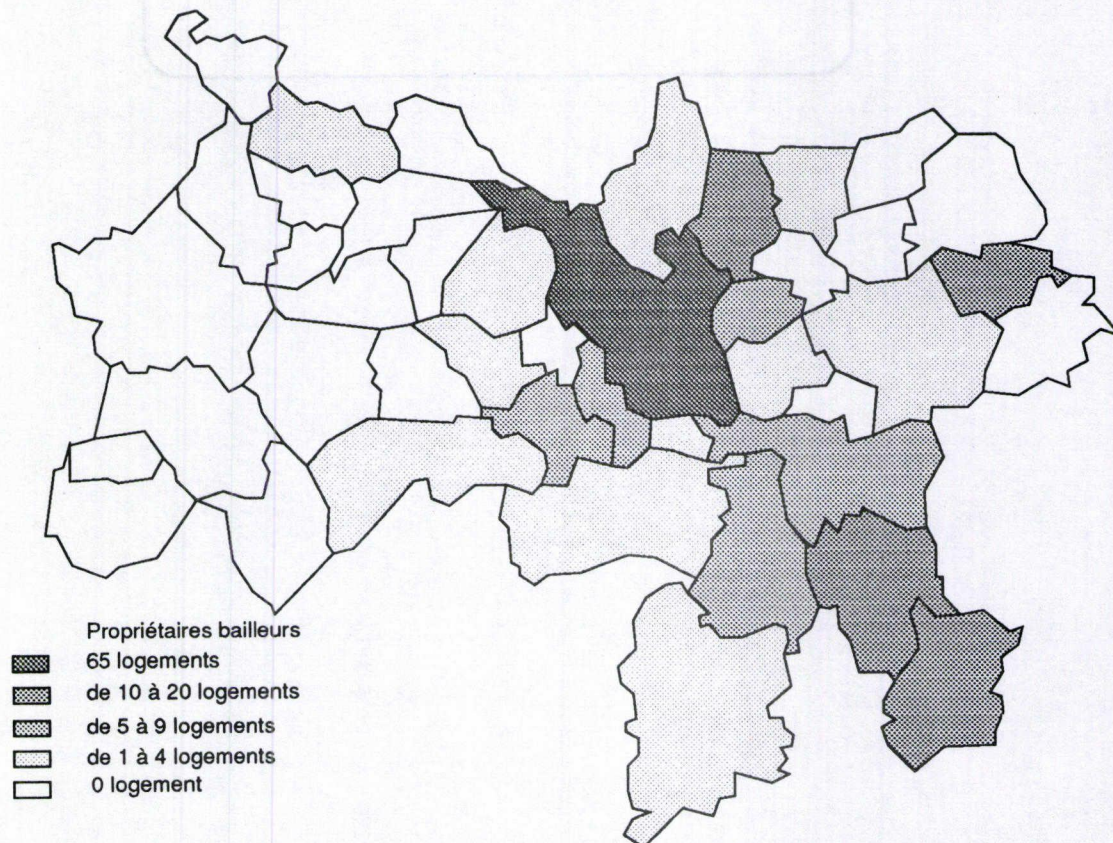 Propriétaires bailleurs
65 logements
de 10 à 20 logements
de 5 à 9 logements
de 1 à 4 logements
0 logement